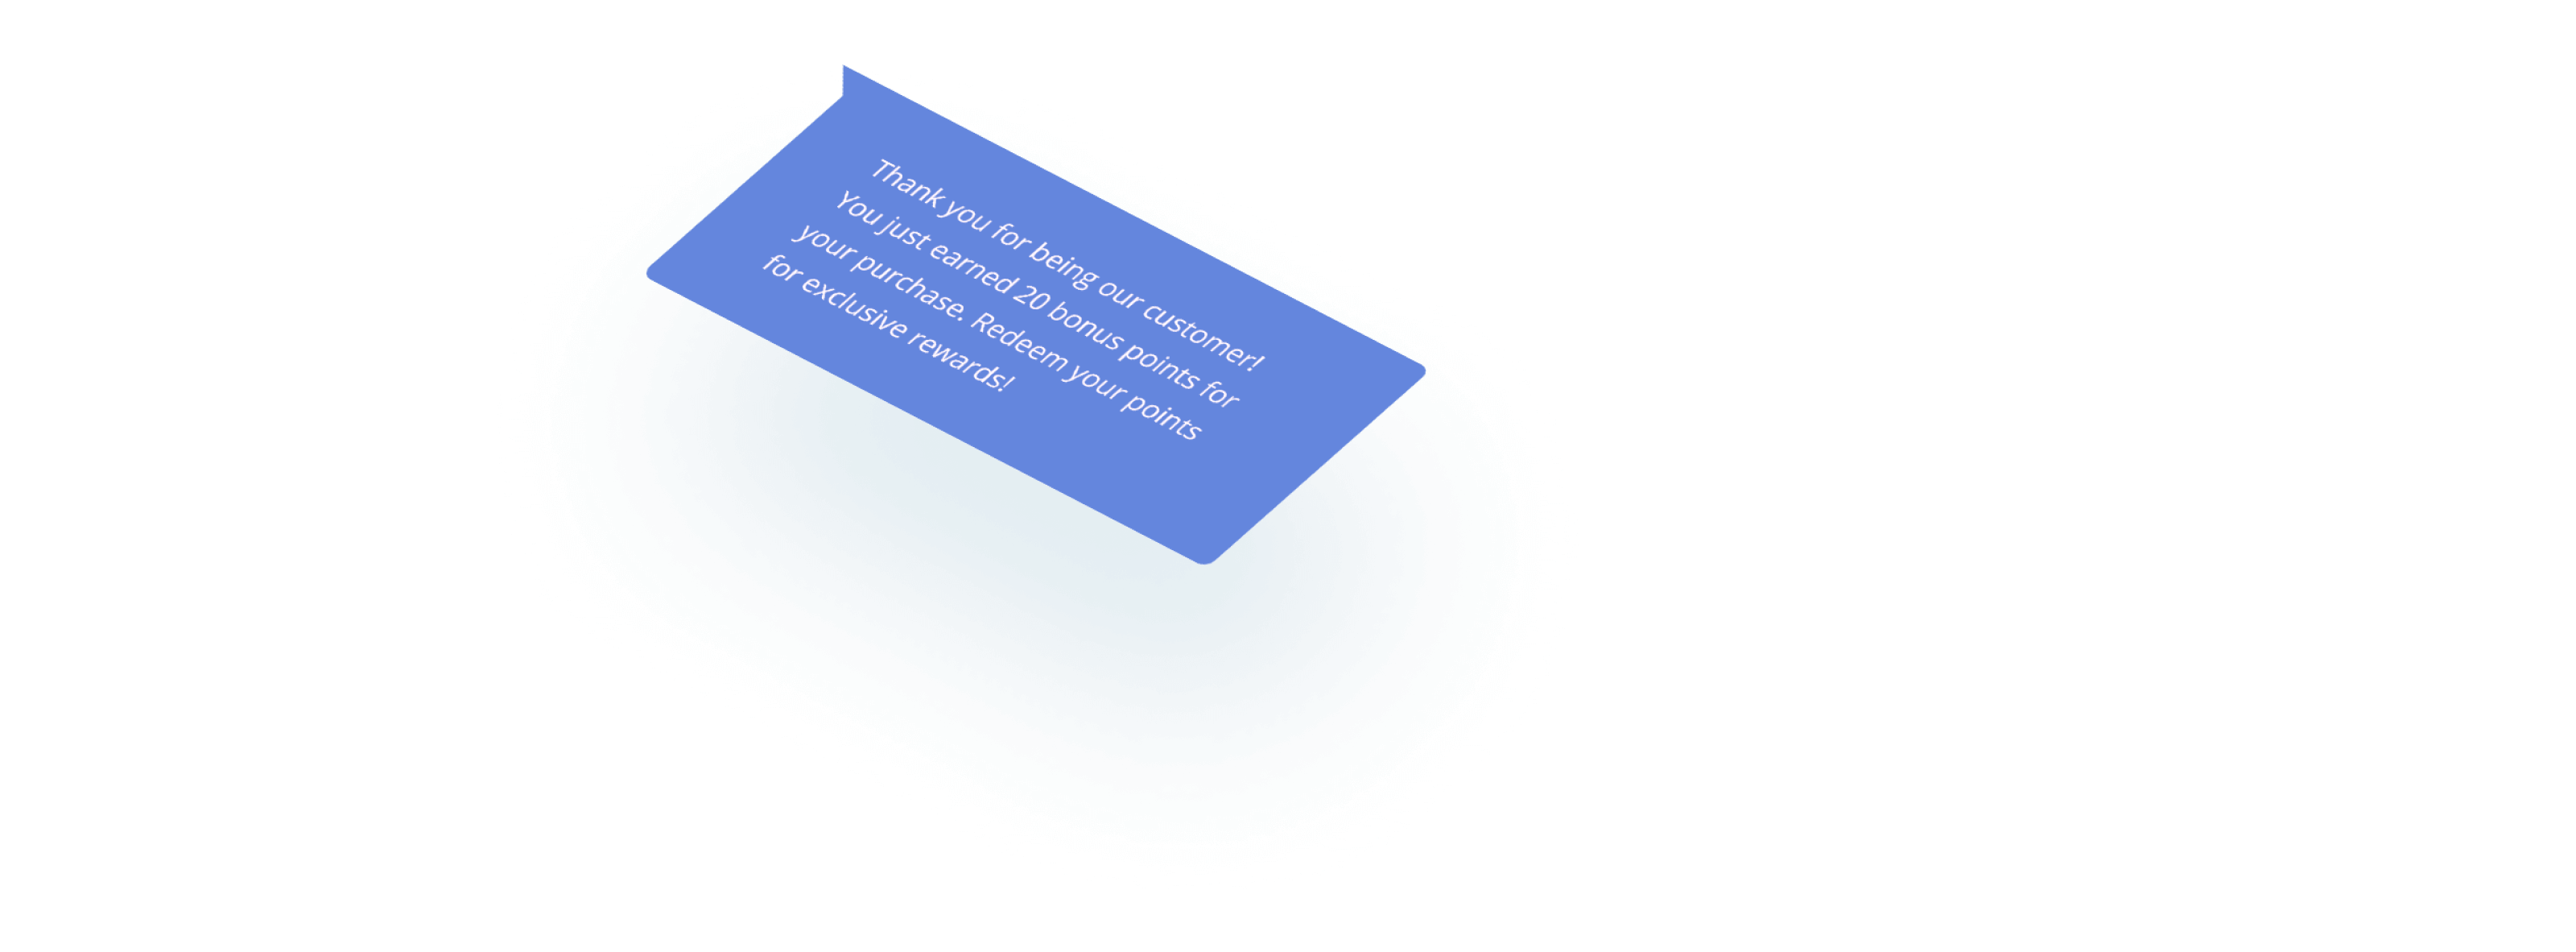 Thank you for being our customer!
You just earned 20 bonus points for
your purchase. Redeem your points
for exclusive rewards!